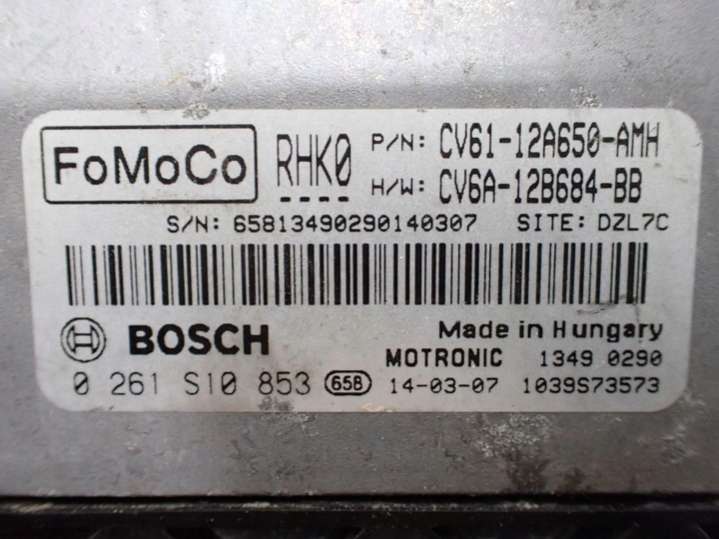 FoMoCo RHK0 P/N: CV61-12A650-AMH
H/W: CV6A-12B684-BB
S/N: 65813490290140307 SITE: DZL7C
BOSCH Made in Hungary
MOTRONIC 1349 0290
0 261 S10 853 658 14-03-07 1039S73573